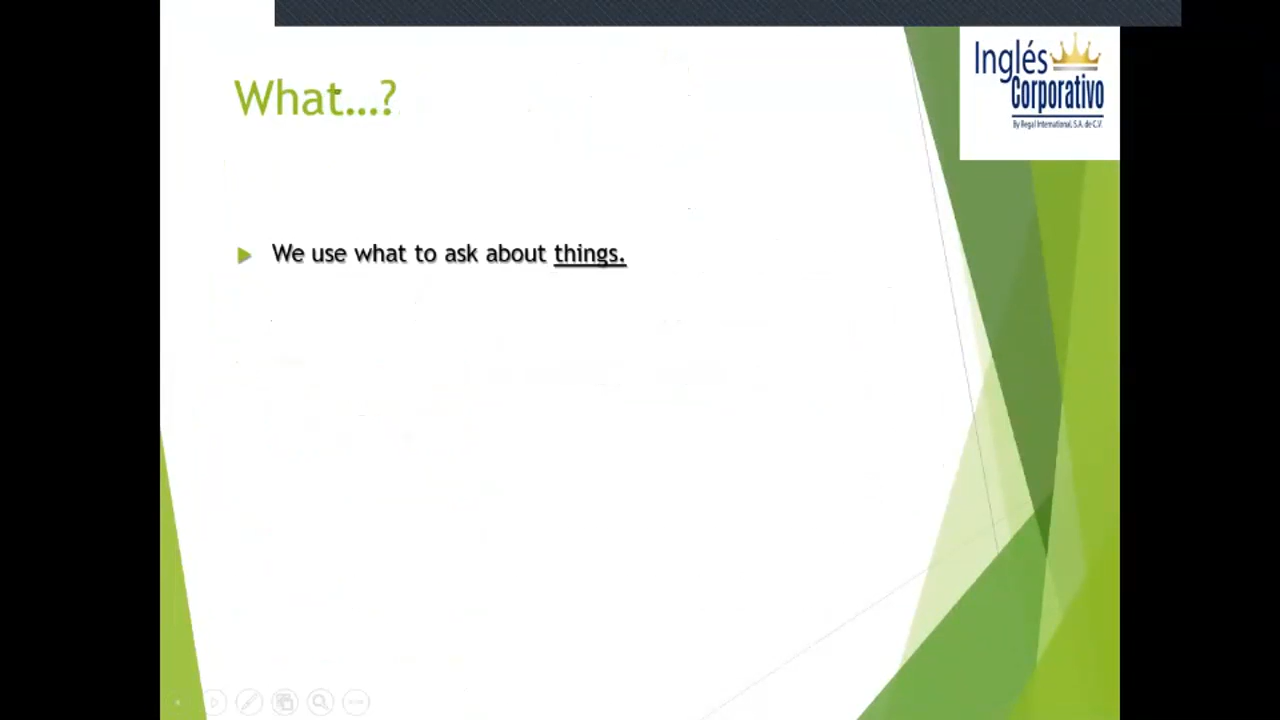 What...?
Inglés
Corporativo
By Regal International, S.A. de C.V.
We use what to ask about things.